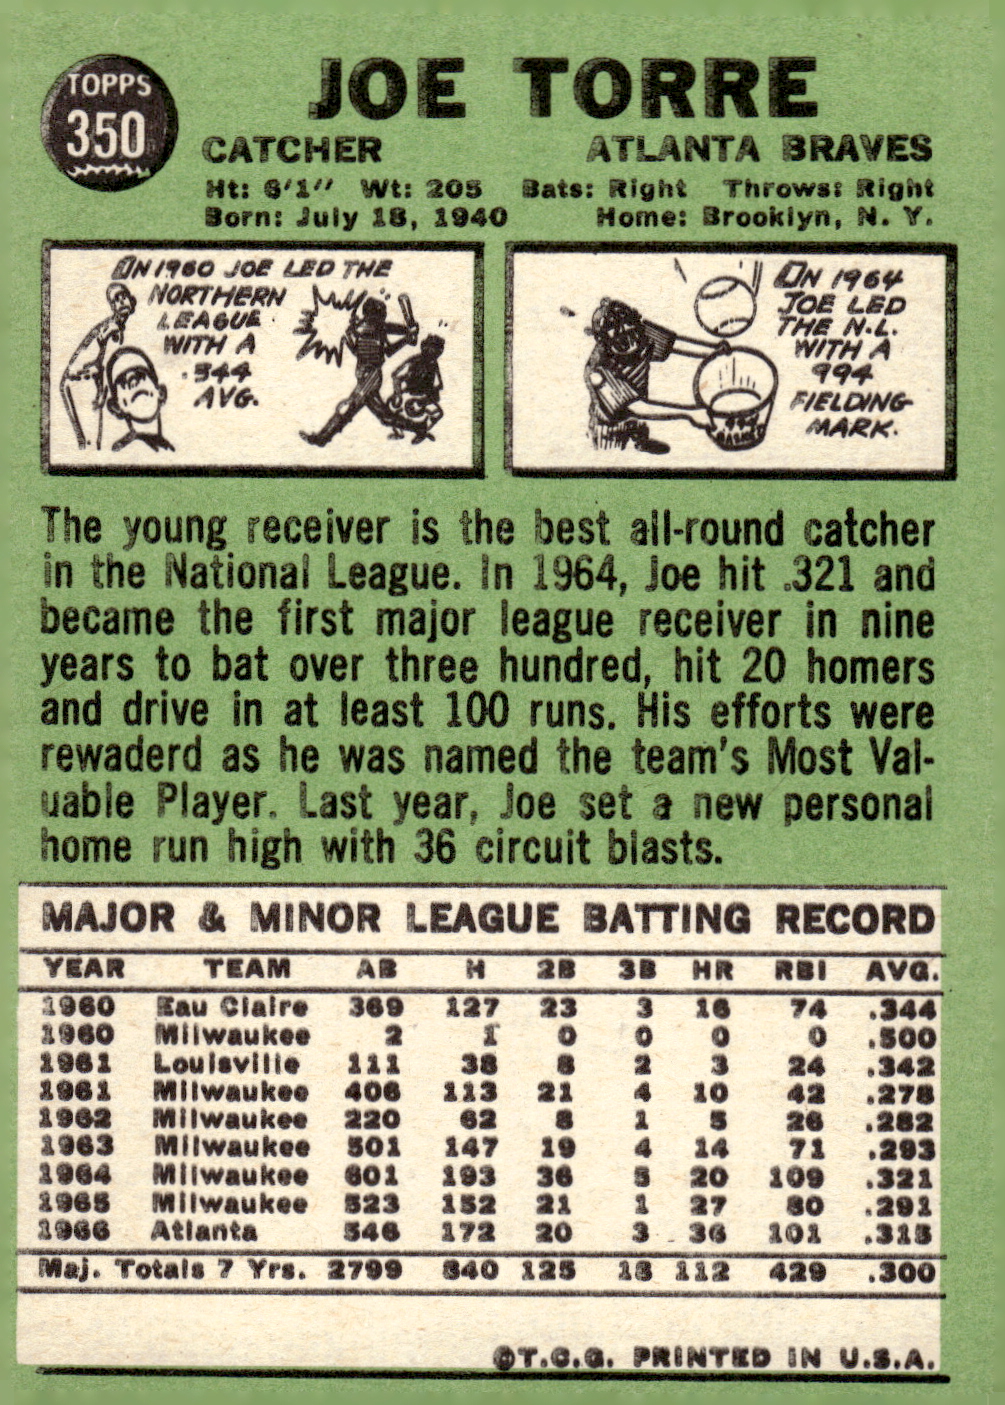 TOPPS
350
JOE TORRE
CATCHER ATLANTA BRAVES
Ht: 6'1" Wt: 205 Bats: Right Throws: Right
Born: July 18, 1940 Home: Brooklyn, N. Y.
IN 1960 JOE LED THE
NORTHERN
LEAGUE
WITH A
.344
AVG.
IN 1964
JOE LED
THE N.L.
WITH A
994
FIELDING
MARK.
The young receiver is the best all-round catcher
in the National League. In 1964, Joe hit .321 and
became the first major league receiver in nine
years to bat over three hundred, hit 20 homers
and drive in at least 100 runs. His efforts were
rewaderd as he was named the team's Most Val-
uable Player. Last year, Joe set a new personal
home run high with 36 circuit blasts.
MAJOR & MINOR LEAGUE BATTING RECORD
YEAR TEAM AB H 2B 3B HR RBI AVG.
1960 Eau Claire 369 127 23 3 16 74 .344
1960 Milwaukee 2 1 0 0 0 0 .500
1961 Louisville 111 38 8 2 3 24 .342
1961 Milwaukee 406 113 21 4 10 42 .278
1962 Milwaukee 220 62 8 1 5 26 .282
1963 Milwaukee 501 147 19 4 14 71 .293
1964 Milwaukee 601 193 36 5 20 109 .321
1965 Milwaukee 523 152 21 1 27 80 .291
1966 Atlanta 546 172 20 3 36 101 .315
Maj. Totals 7 Yrs. 2799 840 125 18 112 429 .300
©T.C.G. PRINTED IN U.S.A.